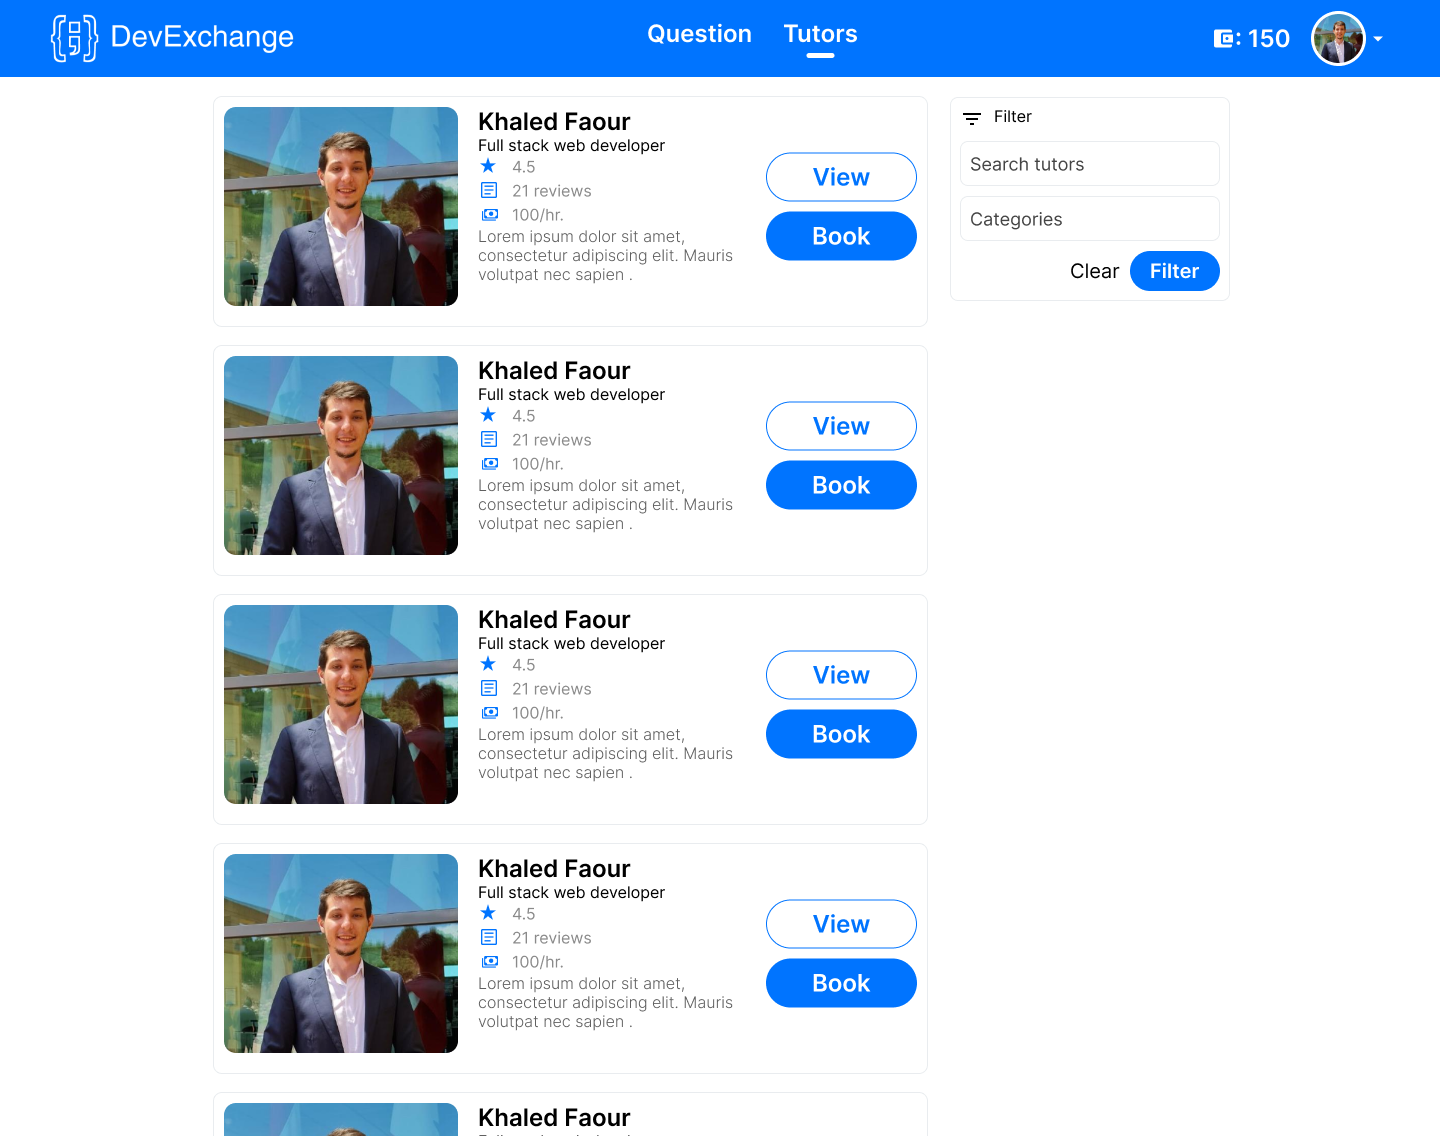 DevExchange
Question
Tutors
: 150
Khaled Faour
Full stack web developer
4.5
21 reviews
100/hr.
Lorem ipsum dolor sit amet,
consectetur adipiscing elit. Mauris
volutpat nec sapien .
View
Book
Filter
Search tutors
Categories
Clear
Filter
Khaled Faour
Full stack web developer
4.5
21 reviews
100/hr.
Lorem ipsum dolor sit amet,
consectetur adipiscing elit. Mauris
volutpat nec sapien .
View
Book
Khaled Faour
Full stack web developer
4.5
21 reviews
100/hr.
Lorem ipsum dolor sit amet,
consectetur adipiscing elit. Mauris
volutpat nec sapien .
View
Book
Khaled Faour
Full stack web developer
4.5
21 reviews
100/hr.
Lorem ipsum dolor sit amet,
consectetur adipiscing elit. Mauris
volutpat nec sapien .
View
Book
Khaled Faour